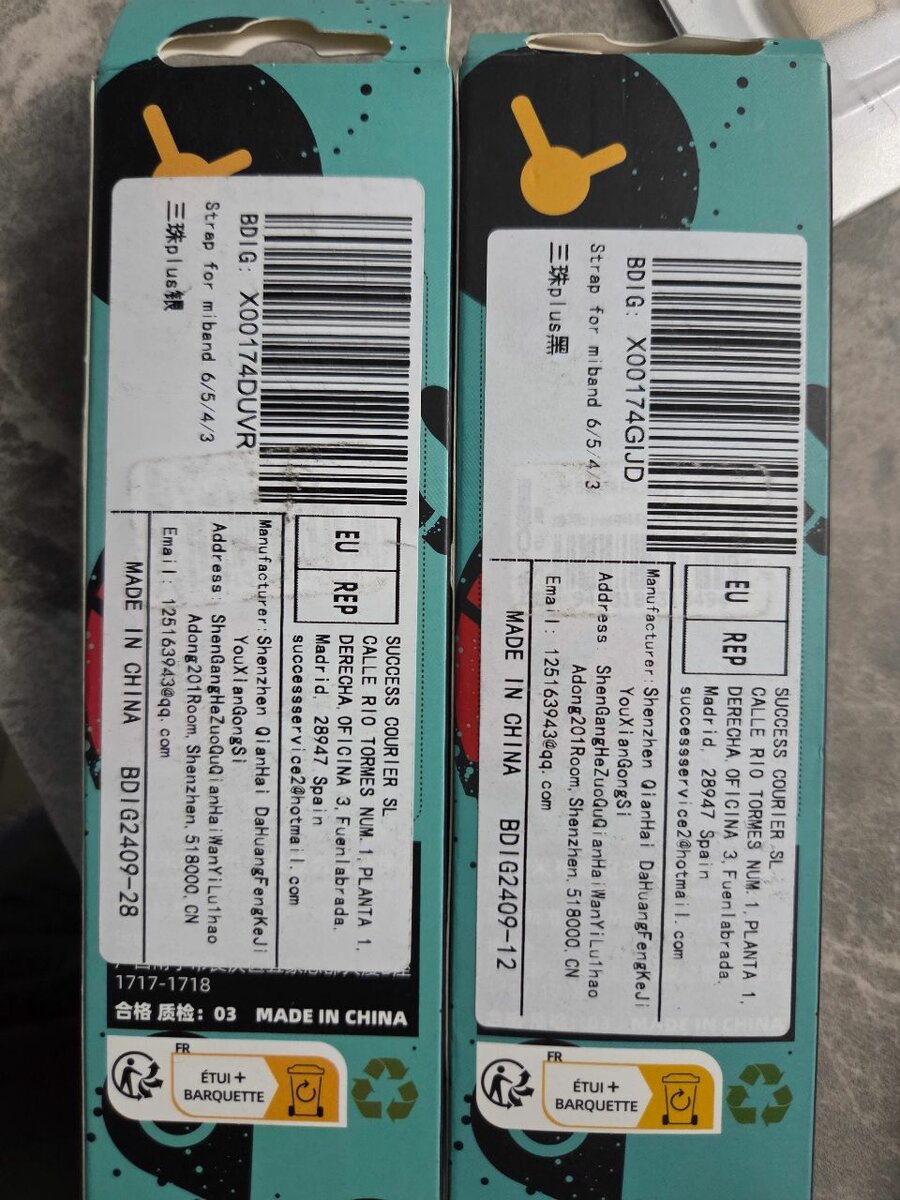 BDIG: X00174DUVR
Strap for miband 6/5/4/3
三珠plus银
EU REP
SUCCESS COURIER SL
CALLE RIO TORMES NUM. 1, PLANTA 1,
DERECHA, OFICINA 3, Fuenlabrada,
Madrid, 28947 Spain
successservice2@hotmail.com
Manufacturer: Shenzhen QianHai DaHuangFengKeJi
YouXianGongSi
Address: ShenGangHeZuoQuQianHaiWanYiLu1hao
Adong201Room, Shenzhen, 518000, CN
Email: 125163943@qq.com
MADE IN CHINA BDIG2409-28
1717-1718
合格 质检：03 MADE IN CHINA
FR
ÉTUI +
BARQUETTE
BDIG: X00174GIJD
Strap for miband 6/5/4/3
三珠plus黑
EU REP
SUCCESS COURIER SL
CALLE RIO TORMES NUM. 1, PLANTA 1,
DERECHA, OFICINA 3, Fuenlabrada,
Madrid, 28947 Spain
successservice2@hotmail.com
Manufacturer: Shenzhen QianHai DaHuangFengKeJi
YouXianGongSi
Address: ShenGangHeZuoQuQianHaiWanYiLu1hao
Adong201Room, Shenzhen, 518000, CN
Email: 125163943@qq.com
MADE IN CHINA BDIG2409-12
FR
ÉTUI +
BARQUETTE